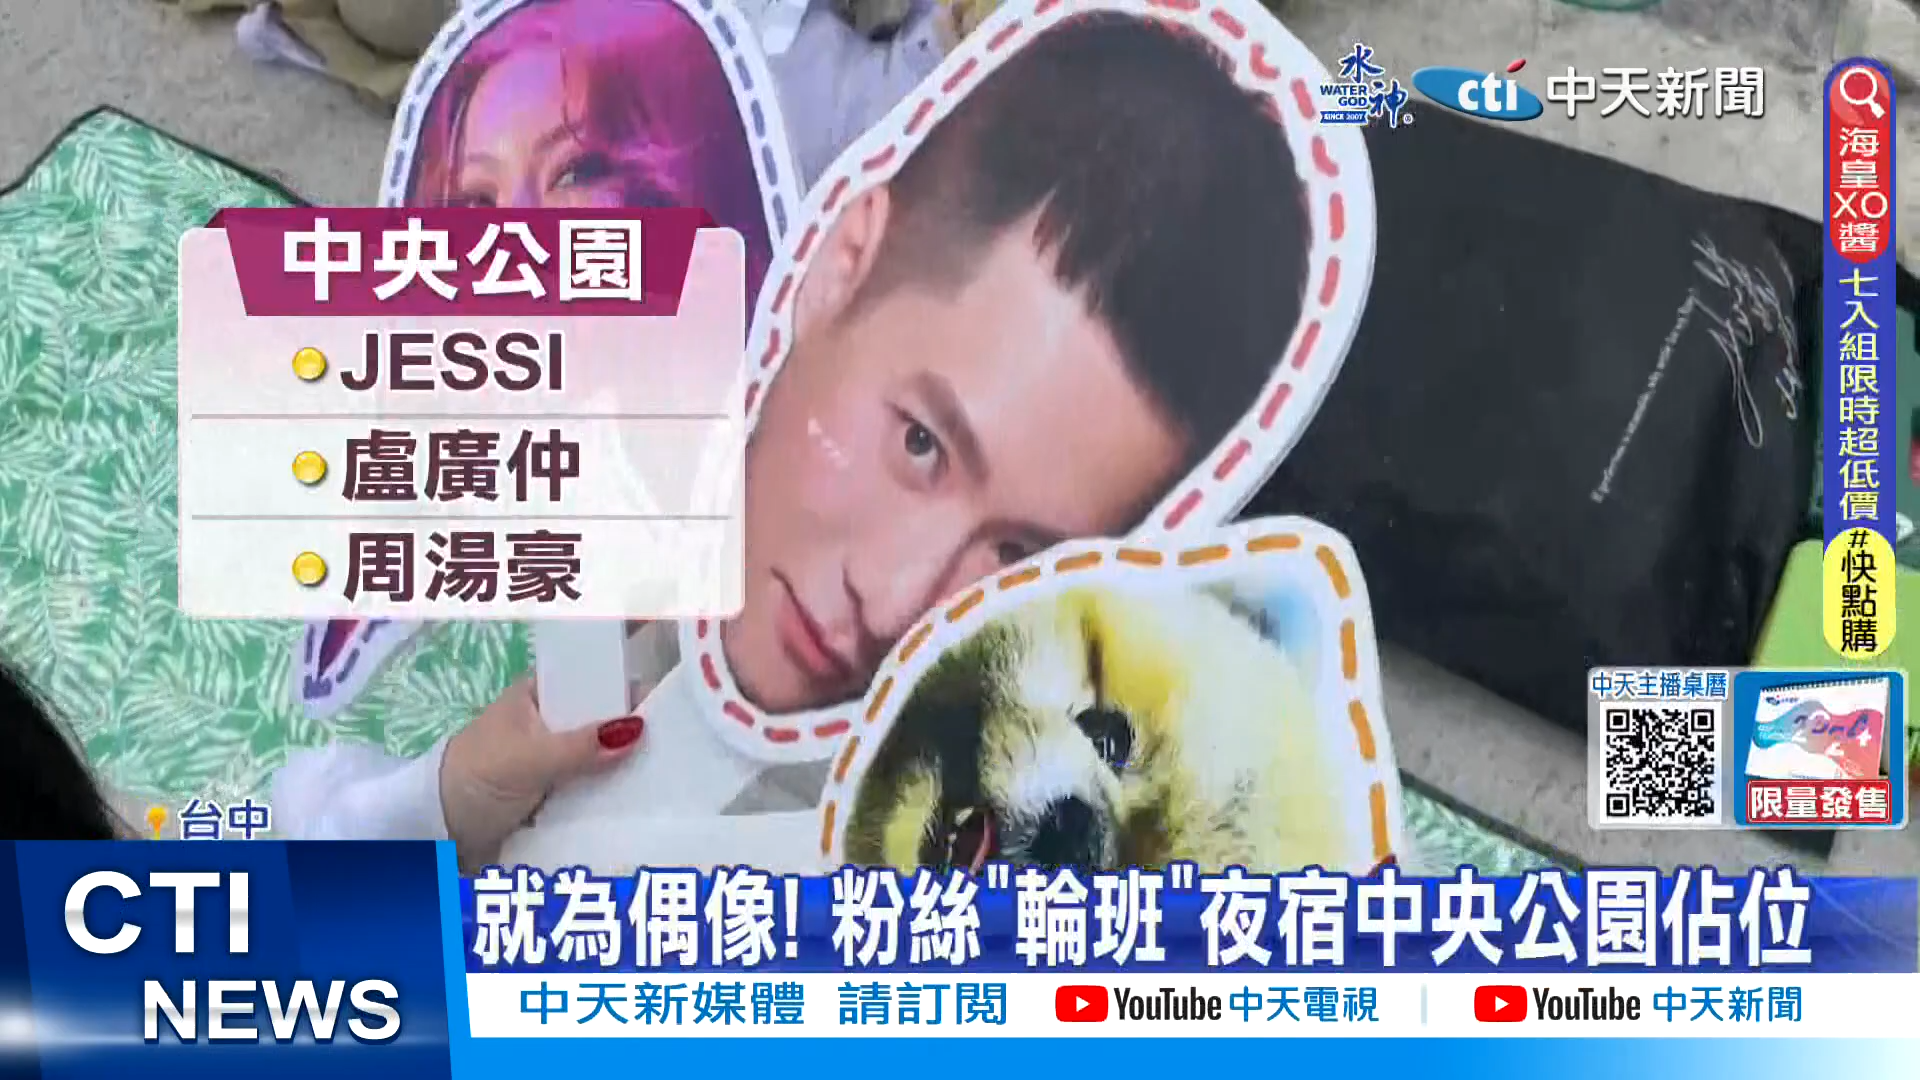 水神
WATER GOD
SINCE 2007
cti 中天新聞
海皇XO醬 七入組限時超低價 #快點購
中央公園
JESSI
盧廣仲
周湯豪
中天主播桌曆
限量發售
台中
CTI NEWS
就為偶像! 粉絲"輪班"夜宿中央公園佔位
中天新媒體 請訂閱 YouTube 中天電視 | YouTube 中天新聞